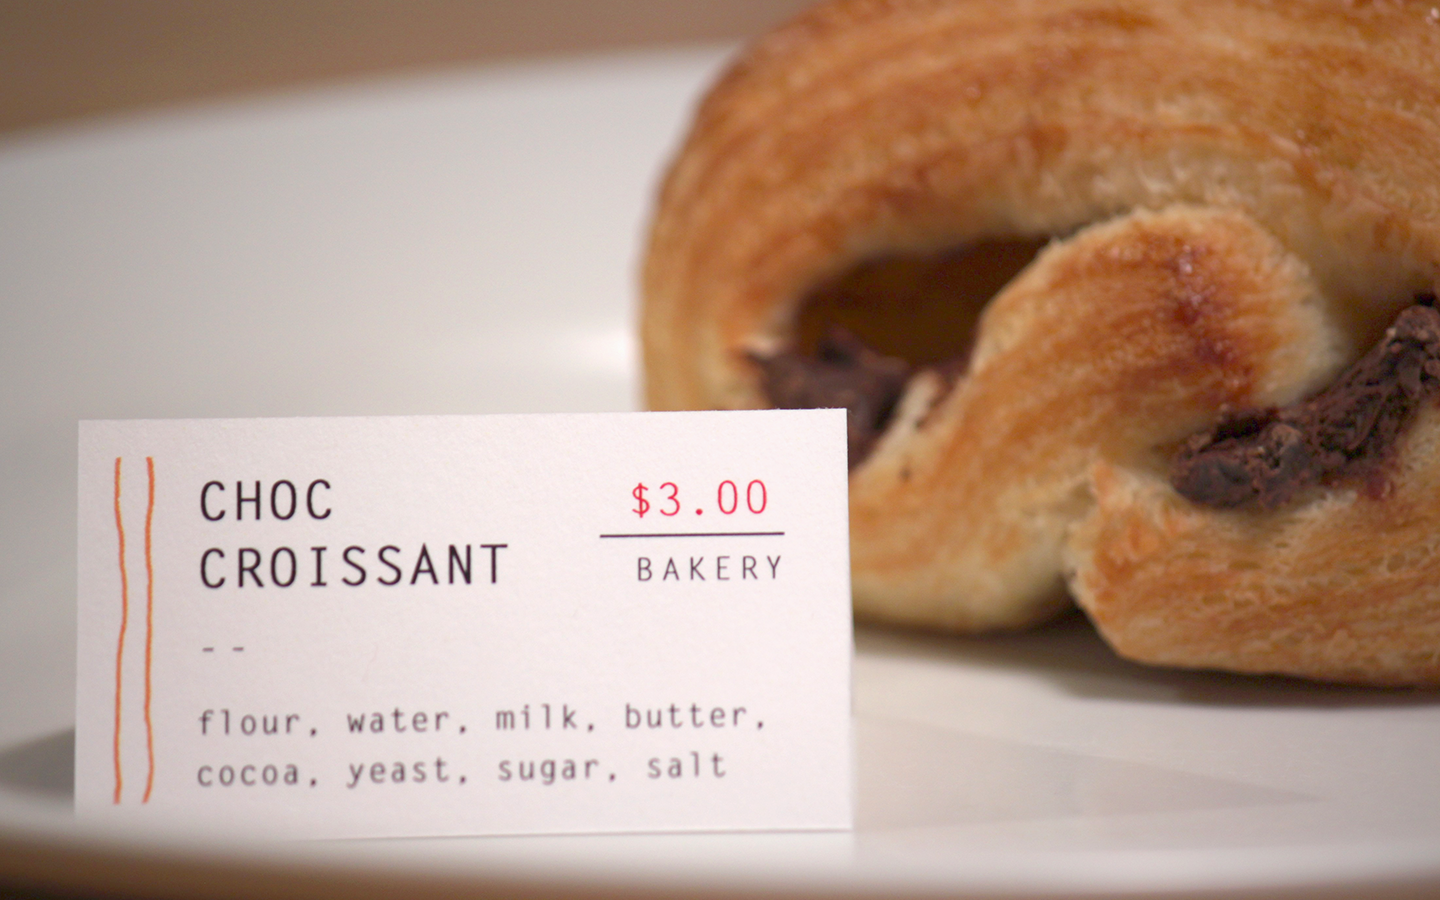 CHOC
CROISSANT
$3.00
BAKERY
--
flour, water, milk, butter,
cocoa, yeast, sugar, salt